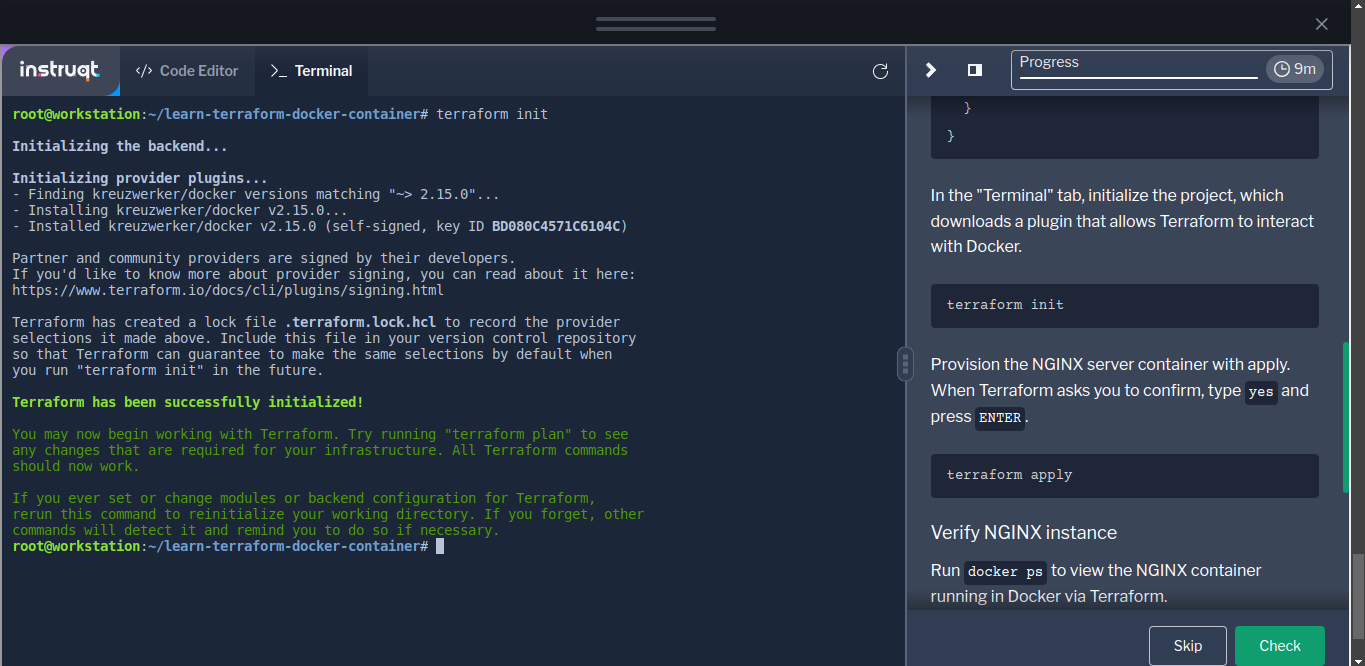 instruqt
</> Code Editor
>_ Terminal
Progress
9m
root@workstation:~/learn-terraform-docker-container# terraform init
Initializing the backend...
Initializing provider plugins...
- Finding kreuzwerker/docker versions matching "~> 2.15.0"...
- Installing kreuzwerker/docker v2.15.0...
- Installed kreuzwerker/docker v2.15.0 (self-signed, key ID BD080C4571C6104C)
Partner and community providers are signed by their developers.
If you'd like to know more about provider signing, you can read about it here:
https://www.terraform.io/docs/cli/plugins/signing.html
Terraform has created a lock file .terraform.lock.hcl to record the provider
selections it made above. Include this file in your version control repository
so that Terraform can guarantee to make the same selections by default when
you run "terraform init" in the future.
Terraform has been successfully initialized!
You may now begin working with Terraform. Try running "terraform plan" to see
any changes that are required for your infrastructure. All Terraform commands
should now work.
If you ever set or change modules or backend configuration for Terraform,
rerun this command to reinitialize your working directory. If you forget, other
commands will detect it and remind you to do so if necessary.
root@workstation:~/learn-terraform-docker-container#
}
}
In the "Terminal" tab, initialize the project, which
downloads a plugin that allows Terraform to interact
with Docker.
terraform init
Provision the NGINX server container with apply.
When Terraform asks you to confirm, type yes and
press ENTER.
terraform apply
Verify NGINX instance
Run docker ps to view the NGINX container
running in Docker via Terraform.
Skip
Check